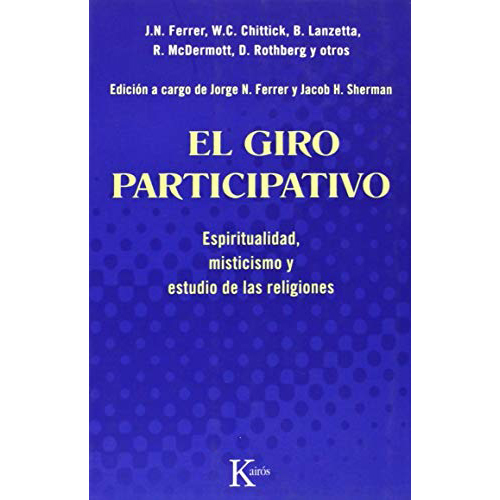 J.N. Ferrer, W.C. Chittick, B. Lanzetta,
R. McDermott, D. Rothberg y otros
Edición a cargo de Jorge N. Ferrer y Jacob H. Sherman
EL GIRO
PARTICIPATIVO
Espiritualidad,
misticismo y
estudio de las religiones
Kairós